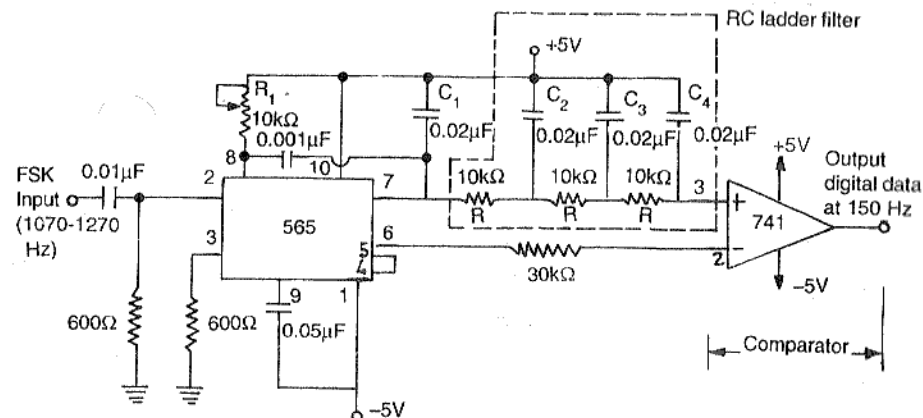 RC ladder filter
+5V
R1
10kΩ
0.001μF
C1
0.02μF
C2
0.02μF
C3
0.02μF
C4
0.02μF
8
10
0.01μF
FSK
Input
(1070-1270
Hz)
2
3
565
7
6
5
4
9
1
10kΩ
R
10kΩ
R
10kΩ
R
3
+
741
−
2
+5V
−5V
Output
digital data
at 150 Hz
30kΩ
600Ω
600Ω
0.05μF
−5V
Comparator